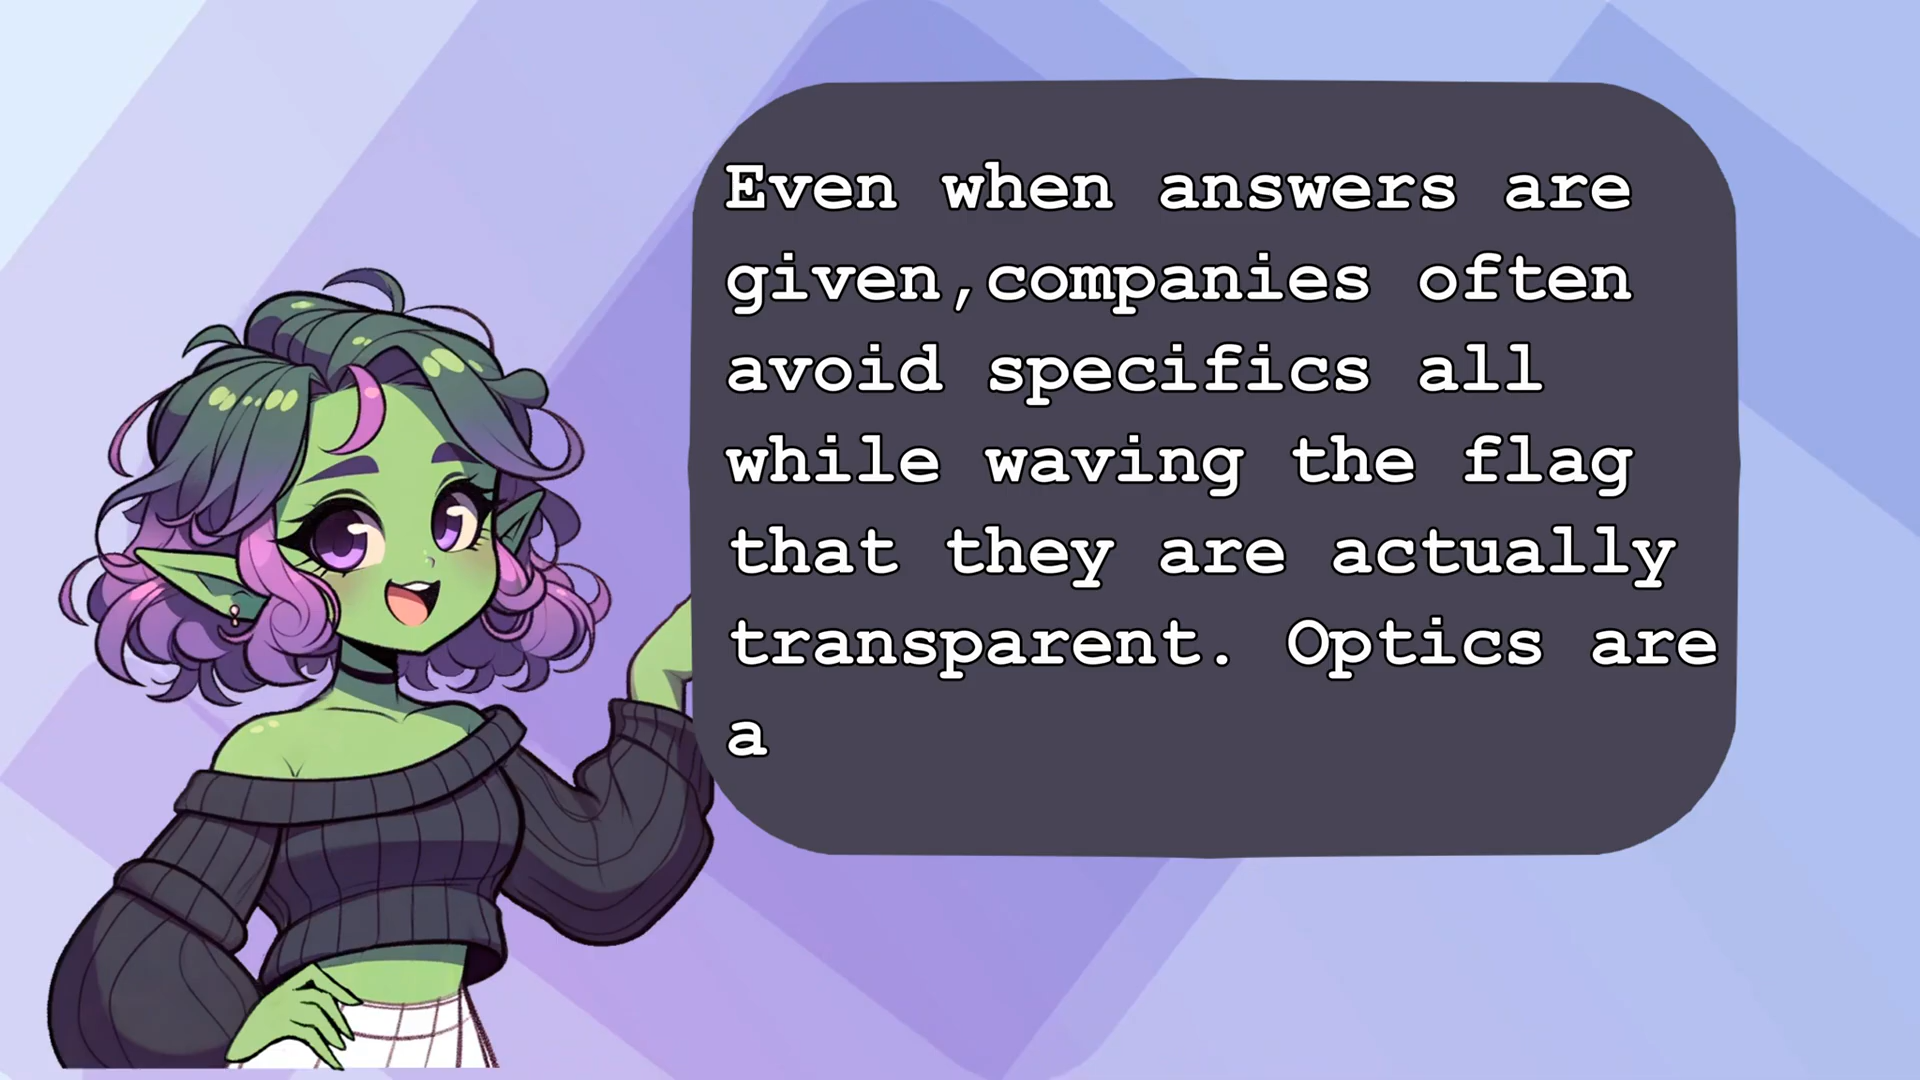 Even when answers are
given,companies often
avoid specifics all
while waving the flag
that they are actually
transparent. Optics are
a